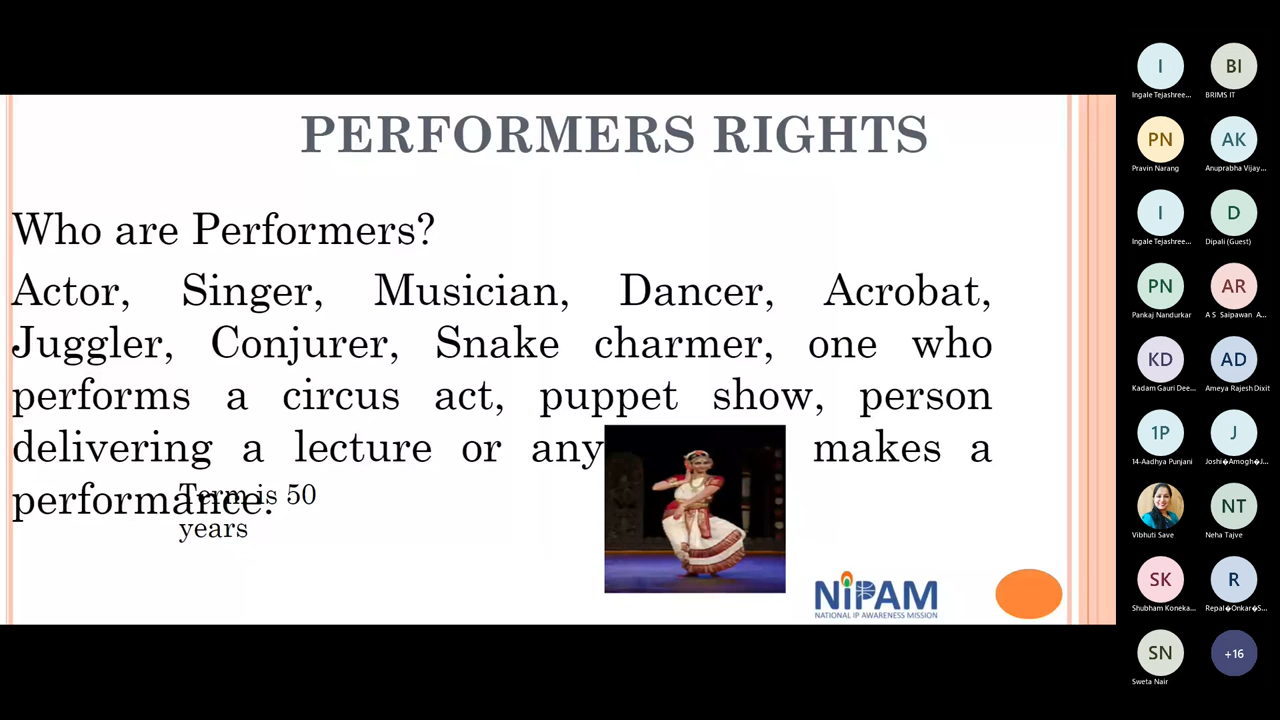 PERFORMERS RIGHTS
Who are Performers?
Actor, Singer, Musician, Dancer, Acrobat,
Juggler, Conjurer, Snake charmer, one who
performs a circus act, puppet show, person
delivering a lecture or any makes a
performance.
Term is 50
years
NiPAM
NATIONAL IP AWARENESS MISSION
I
Ingale Tejashree...
BI
BRIMS IT
PN
Pravin Narang
AK
Anuprabha Vijay...
I
Ingale Tejashree...
D
Dipali (Guest)
PN
Pankaj Nandurkar
AR
A S Saipawan A...
KD
Kadam Gauri Dee...
AD
Ameya Rajesh Dixit
1P
14-Aadhya Punjani
J
Joshi�Amogh�J...
Vibhuti Save
NT
Neha Tajve
SK
Shubham Koneka...
R
Repal�Onkar�S...
SN
Sweta Nair
+16